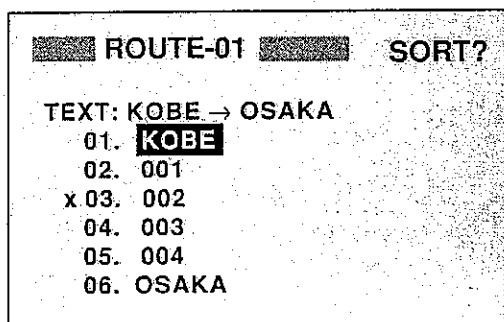 ROUTE-01 SORT?
TEXT: KOBE → OSAKA
01. KOBE
02. 001
x 03. 002
04. 003
05. 004
06. OSAKA